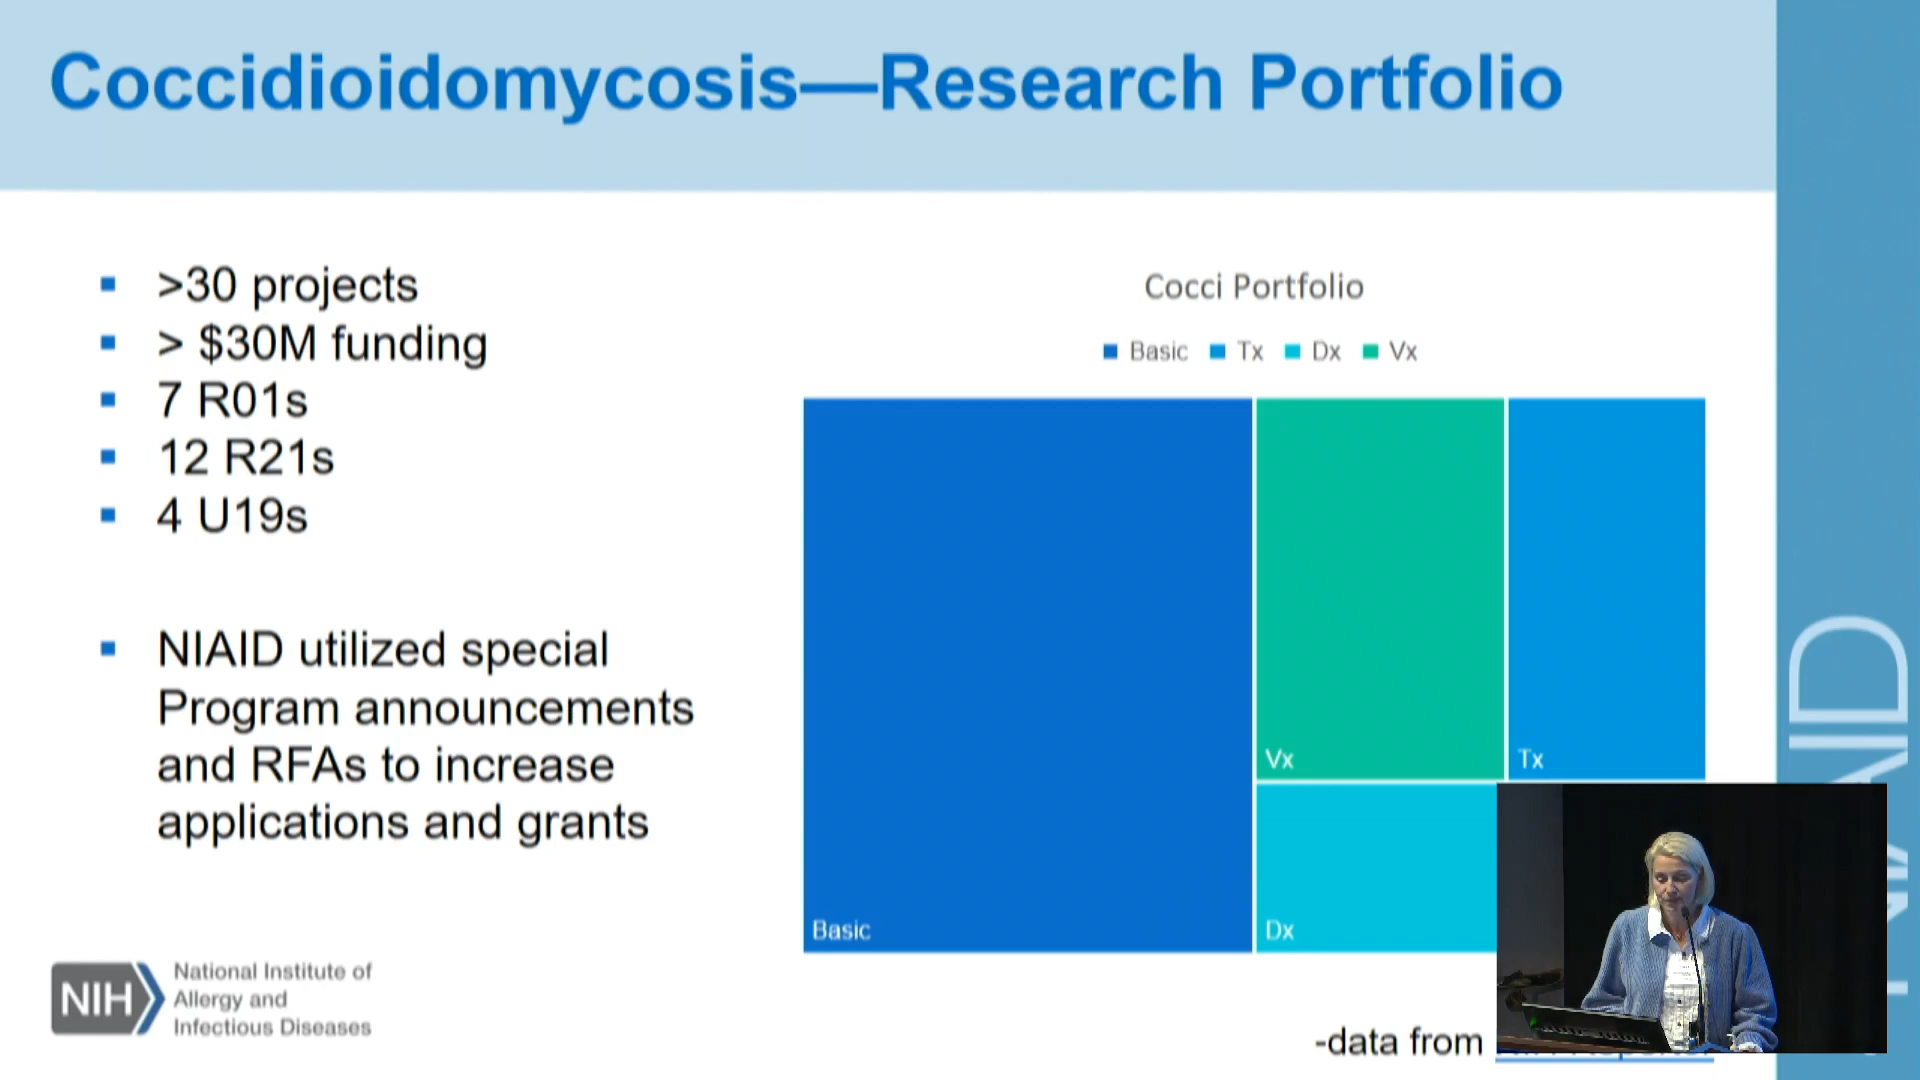 Coccidioidomycosis—Research Portfolio
>30 projects
> $30M funding
7 R01s
12 R21s
4 U19s
NIAID utilized special
Program announcements
and RFAs to increase
applications and grants
Cocci Portfolio
Basic Tx Dx Vx
Vx
Tx
Basic
Dx
NIH
National Institute of
Allergy and
Infectious Diseases
-data from